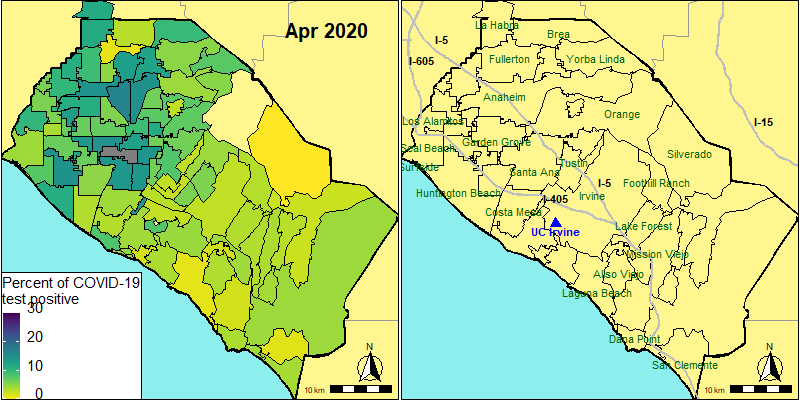 Apr 2020
Percent of COVID-19
test positive
30
20
10
0
N
10 km
La Habra
Brea
I-5
Fullerton
Yorba Linda
I-605
Anaheim
Orange
I-15
Los Alamitos
Garden Grove
Seal Beach
Silverado
Tustin
Surfside
Santa Ana
I-5
Foothill Ranch
Huntington Beach
I-405
Irvine
Costa Mesa
Lake Forest
UC Irvine
Mission Viejo
Aliso Viejo
Laguna Beach
Dana Point
San Clemente
N
10 km